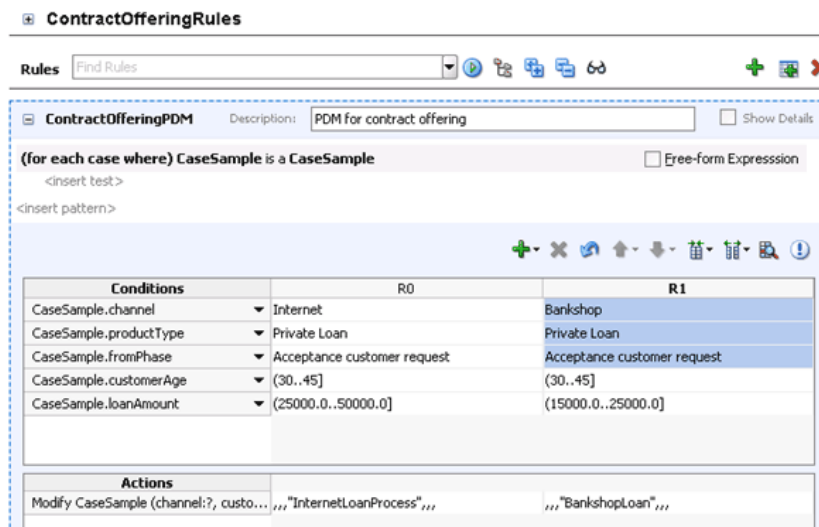 ContractOfferingRules
Rules Find Rules
ContractOfferingPDM Description: PDM for contract offering Show Details
(for each case where) CaseSample is a CaseSample Free-form Expresssion
<insert test>
<insert pattern>
Conditions R0 R1
CaseSample.channel Internet Bankshop
CaseSample.productType Private Loan Private Loan
CaseSample.fromPhase Acceptance customer request Acceptance customer request
CaseSample.customerAge (30..45] (30..45]
CaseSample.loanAmount (25000.0..50000.0] (15000.0..25000.0]
Actions
Modify CaseSample (channel:?, custo... ,,,"InternetLoanProcess",,, ,,,"BankshopLoan",,,